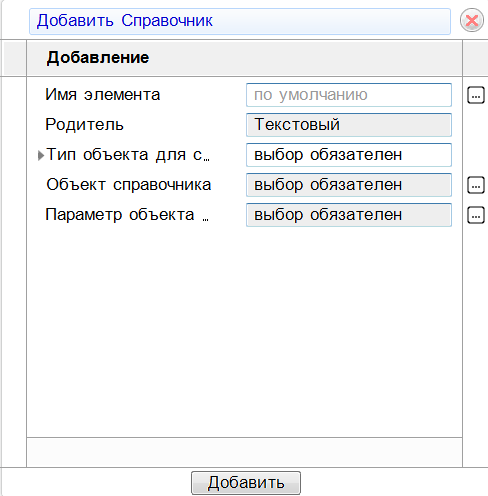 Добавить Справочник
Добавление
Имя элемента по умолчанию ...
Родитель Текстовый
Тип объекта для с... выбор обязателен
Объект справочника выбор обязателен ...
Параметр объекта ... выбор обязателен ...
Добавить